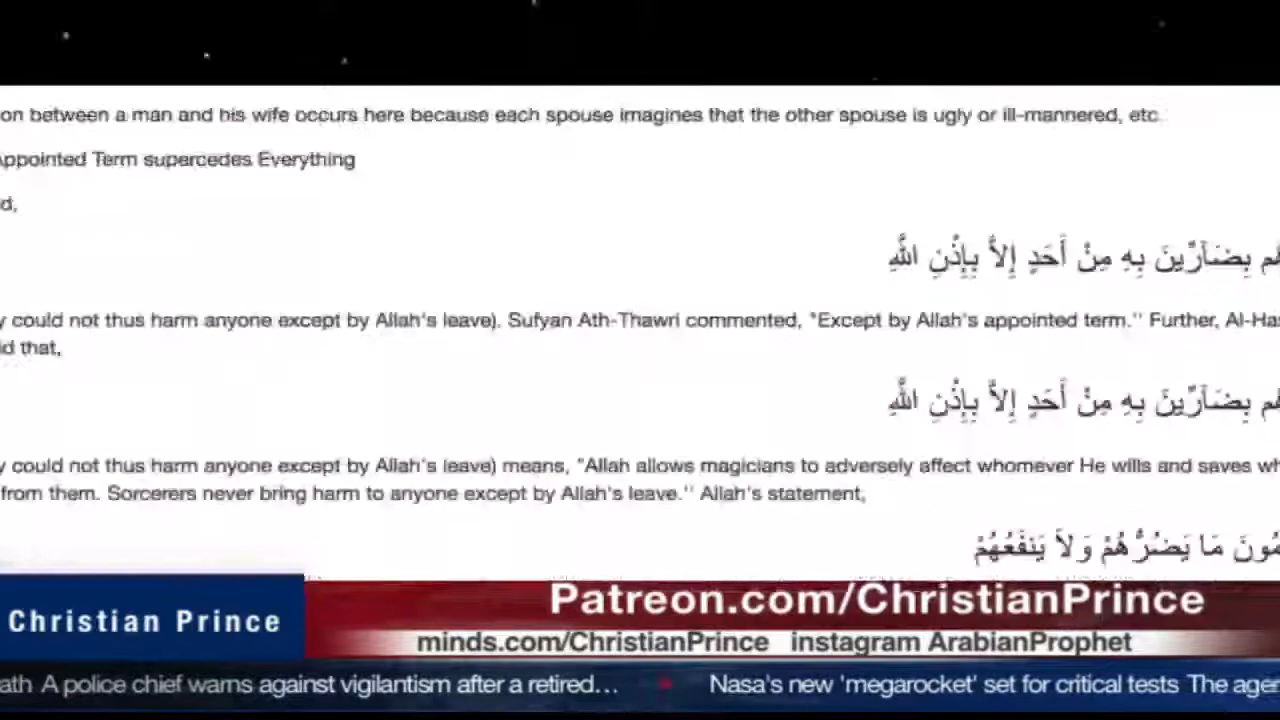 on between a man and his wife occurs here because each spouse imagines that the other spouse is ugly or ill-mannered, etc.
Appointed Term supercedes Everything
d,
هُم بِضَآرِّينَ بِهِ مِنْ أَحَدٍ إِلاَّ بِإِذْنِ اللَّهِ
y could not thus harm anyone except by Allah's leave). Sufyan Ath-Thawri commented, "Except by Allah's appointed term.'' Further, Al-Has
id that,
هُم بِضَآرِّينَ بِهِ مِنْ أَحَدٍ إِلاَّ بِإِذْنِ اللَّهِ
y could not thus harm anyone except by Allah's leave) means, "Allah allows magicians to adversely affect whomever He wills and saves wh
from them. Sorcerers never bring harm to anyone except by Allah's leave.'' Allah's statement,
مُونَ مَا يَضُرُّهُمْ وَلاَ يَنفَعُهُمْ
Christian Prince
Patreon.com/ChristianPrince
minds.com/ChristianPrince instagram ArabianProphet
ath A police chief warns against vigilantism after a retired... Nasa's new 'megarocket' set for critical tests The agen